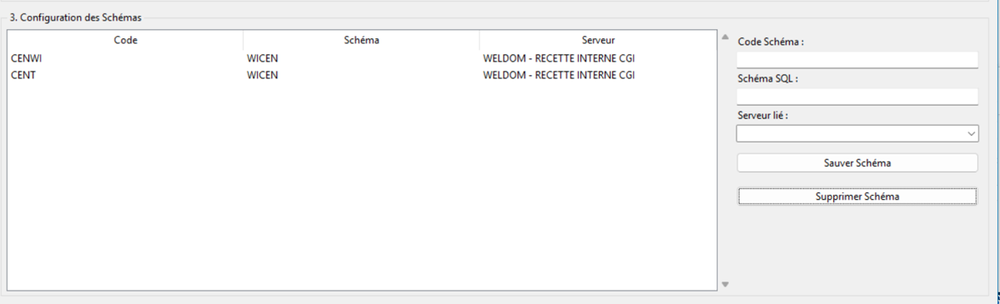 3. Configuration des Schémas
Code Schéma Serveur
CENWI WICEN WELDOM - RECETTE INTERNE CGI
CENT WICEN WELDOM - RECETTE INTERNE CGI
Code Schéma :
Schéma SQL :
Serveur lié :
Sauver Schéma
Supprimer Schéma